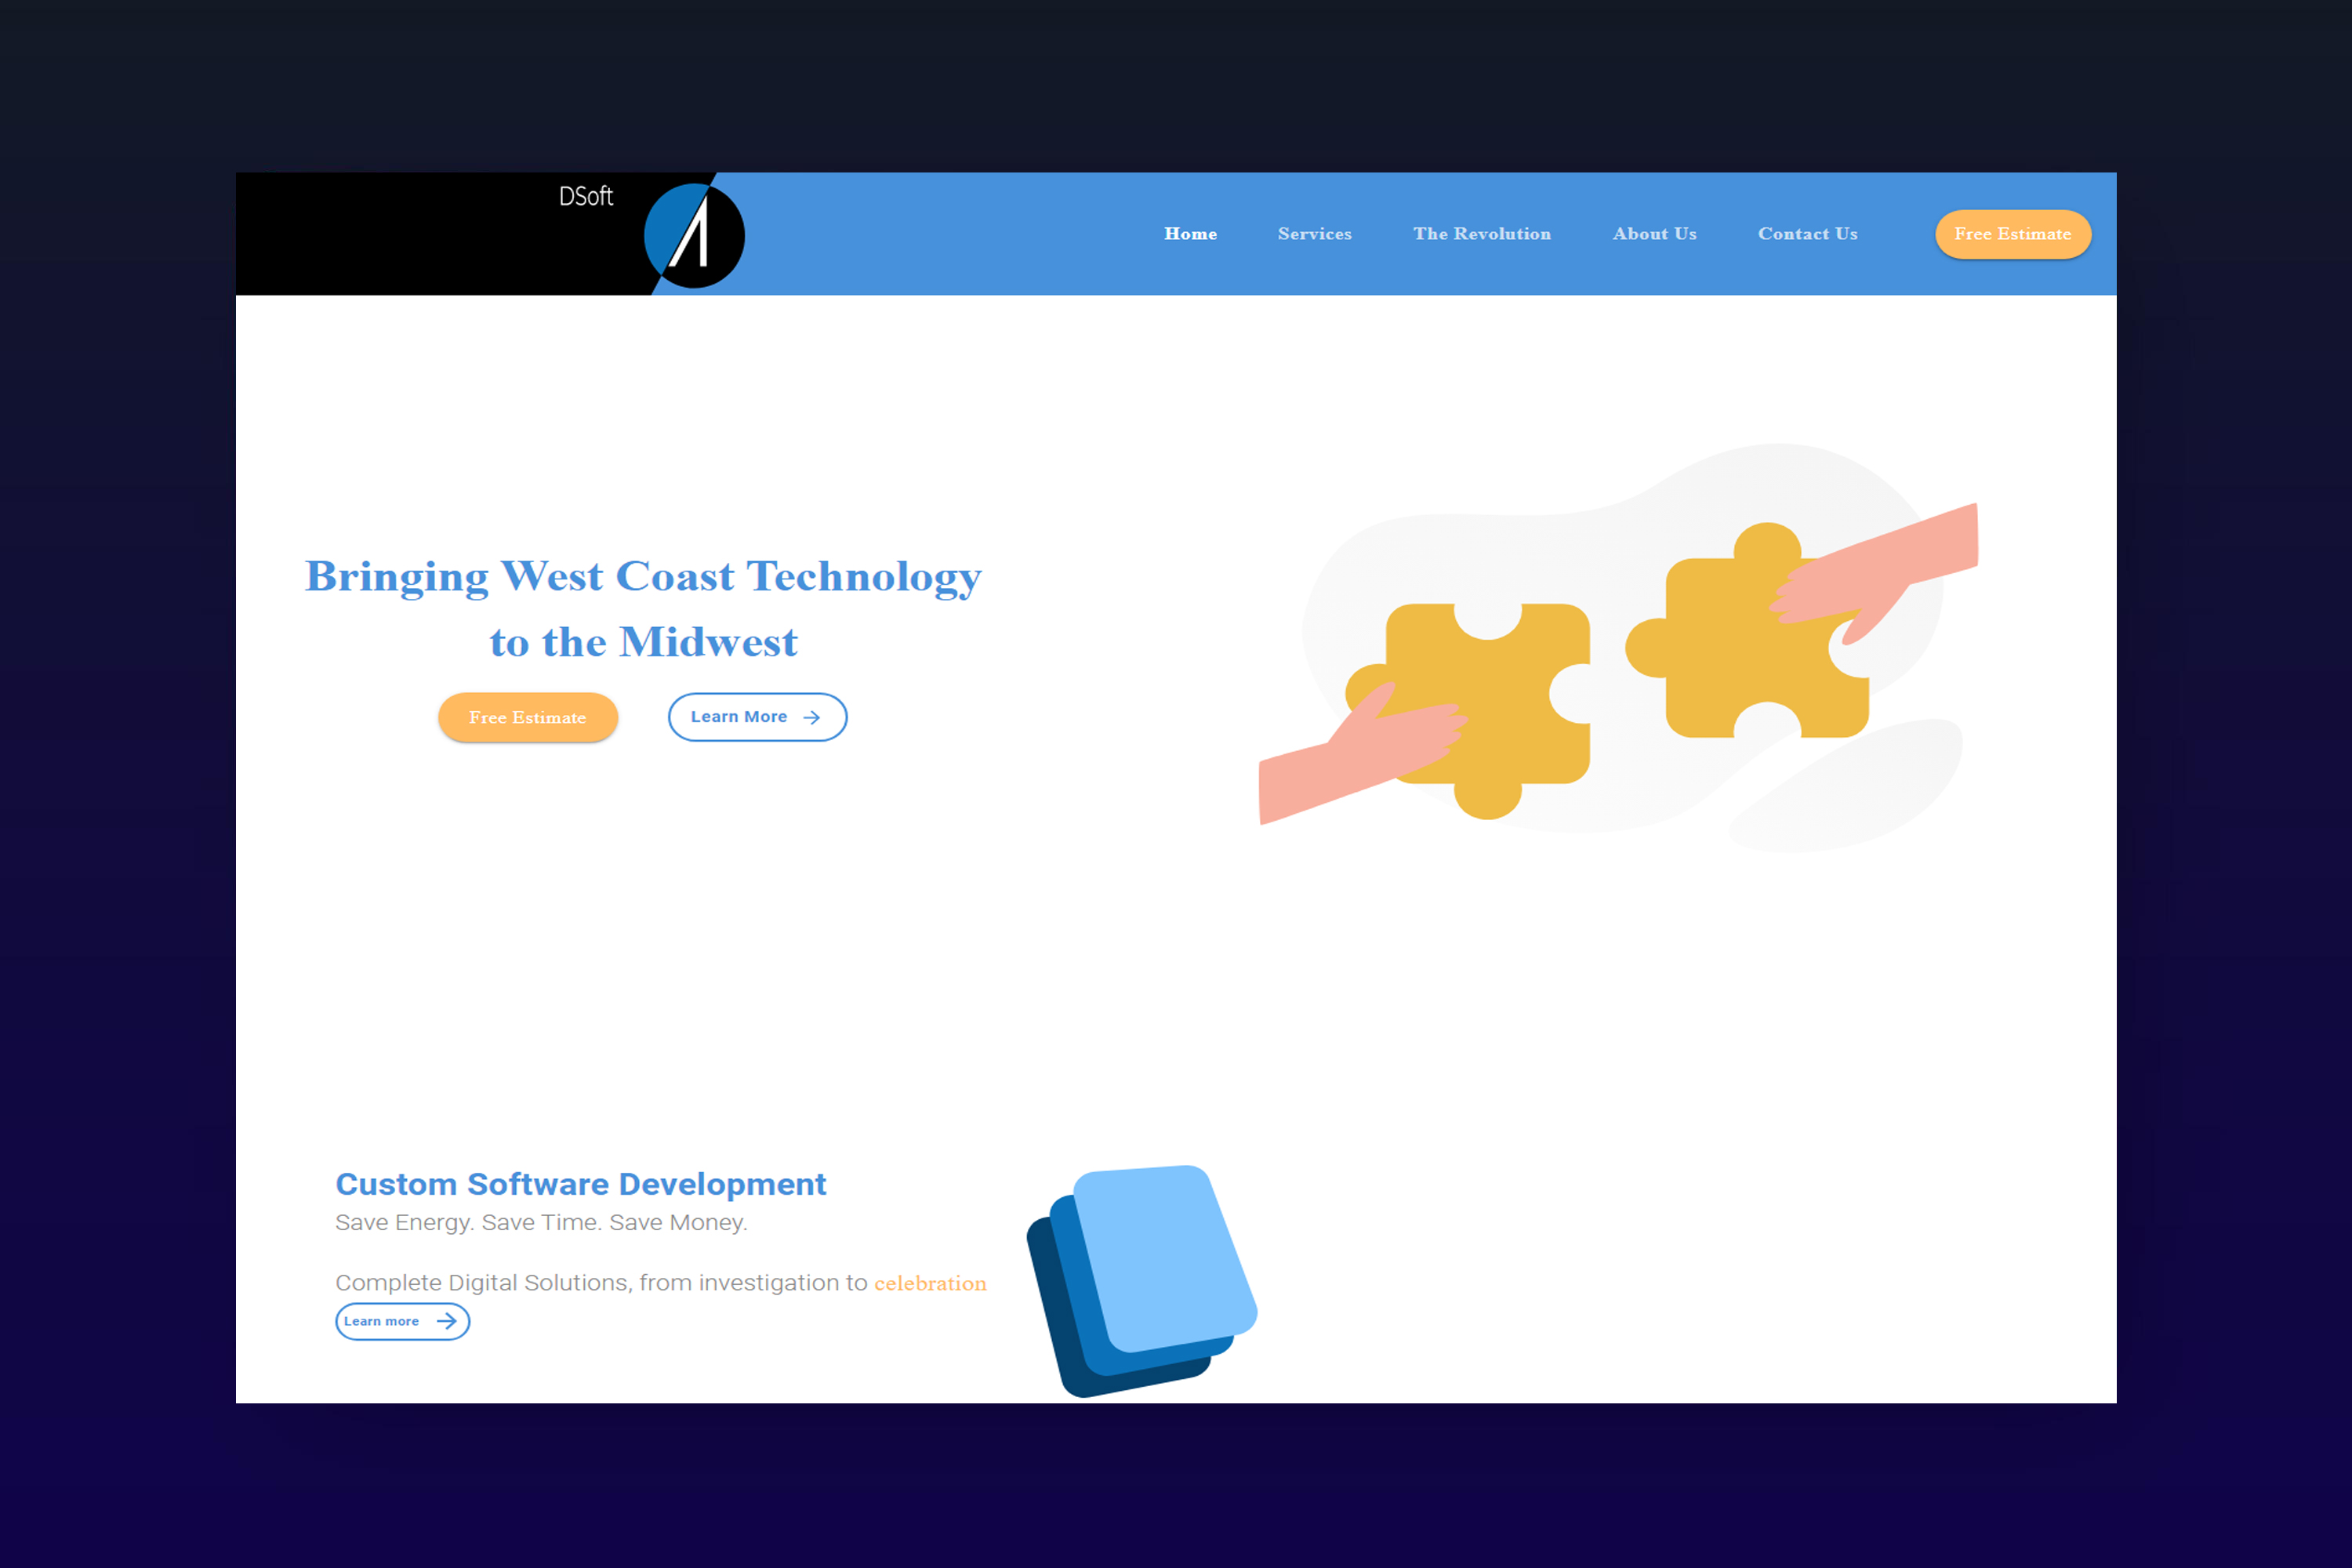 DSoft
Home Services The Revolution About Us Contact Us Free Estimate
Bringing West Coast Technology
to the Midwest
Free Estimate Learn More
Custom Software Development
Save Energy. Save Time. Save Money.
Complete Digital Solutions, from investigation to celebration
Learn more